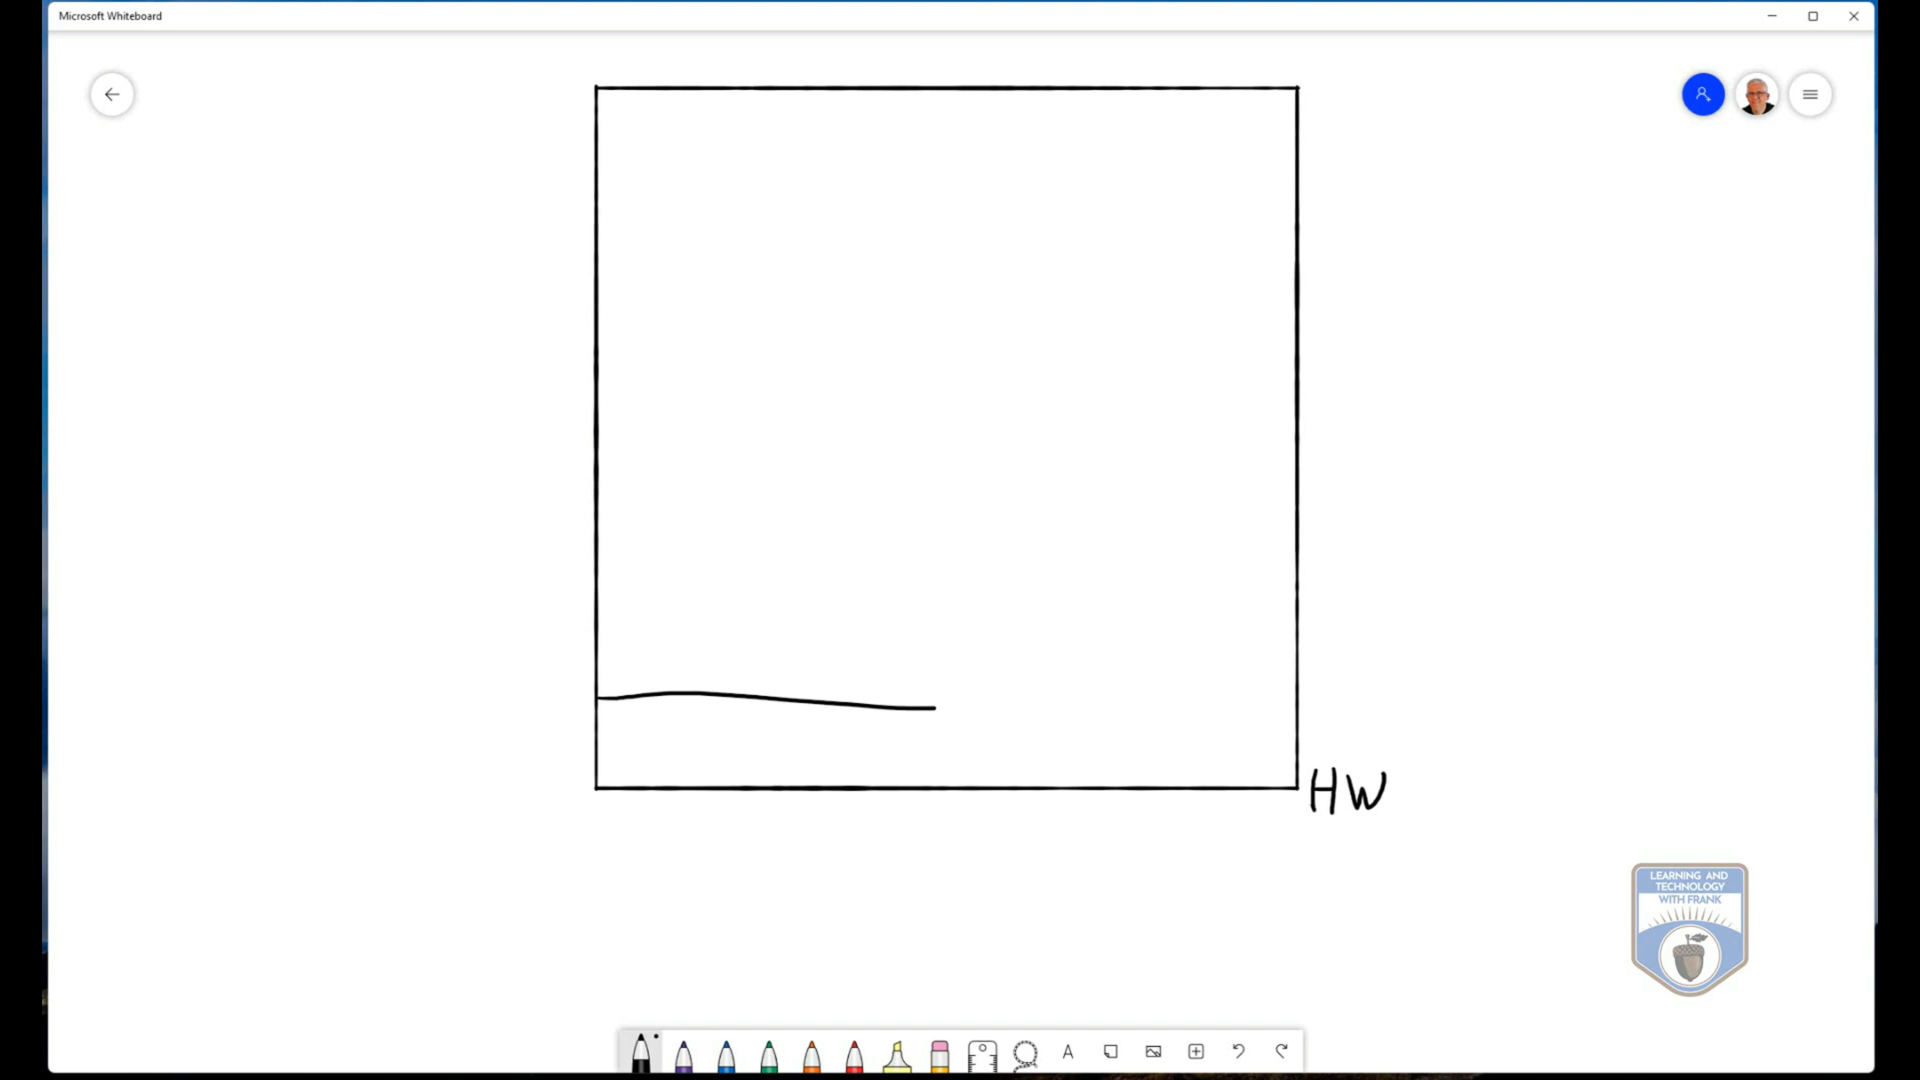 Microsoft Whiteboard
HW
LEARNING AND
TECHNOLOGY
WITH FRANK
A